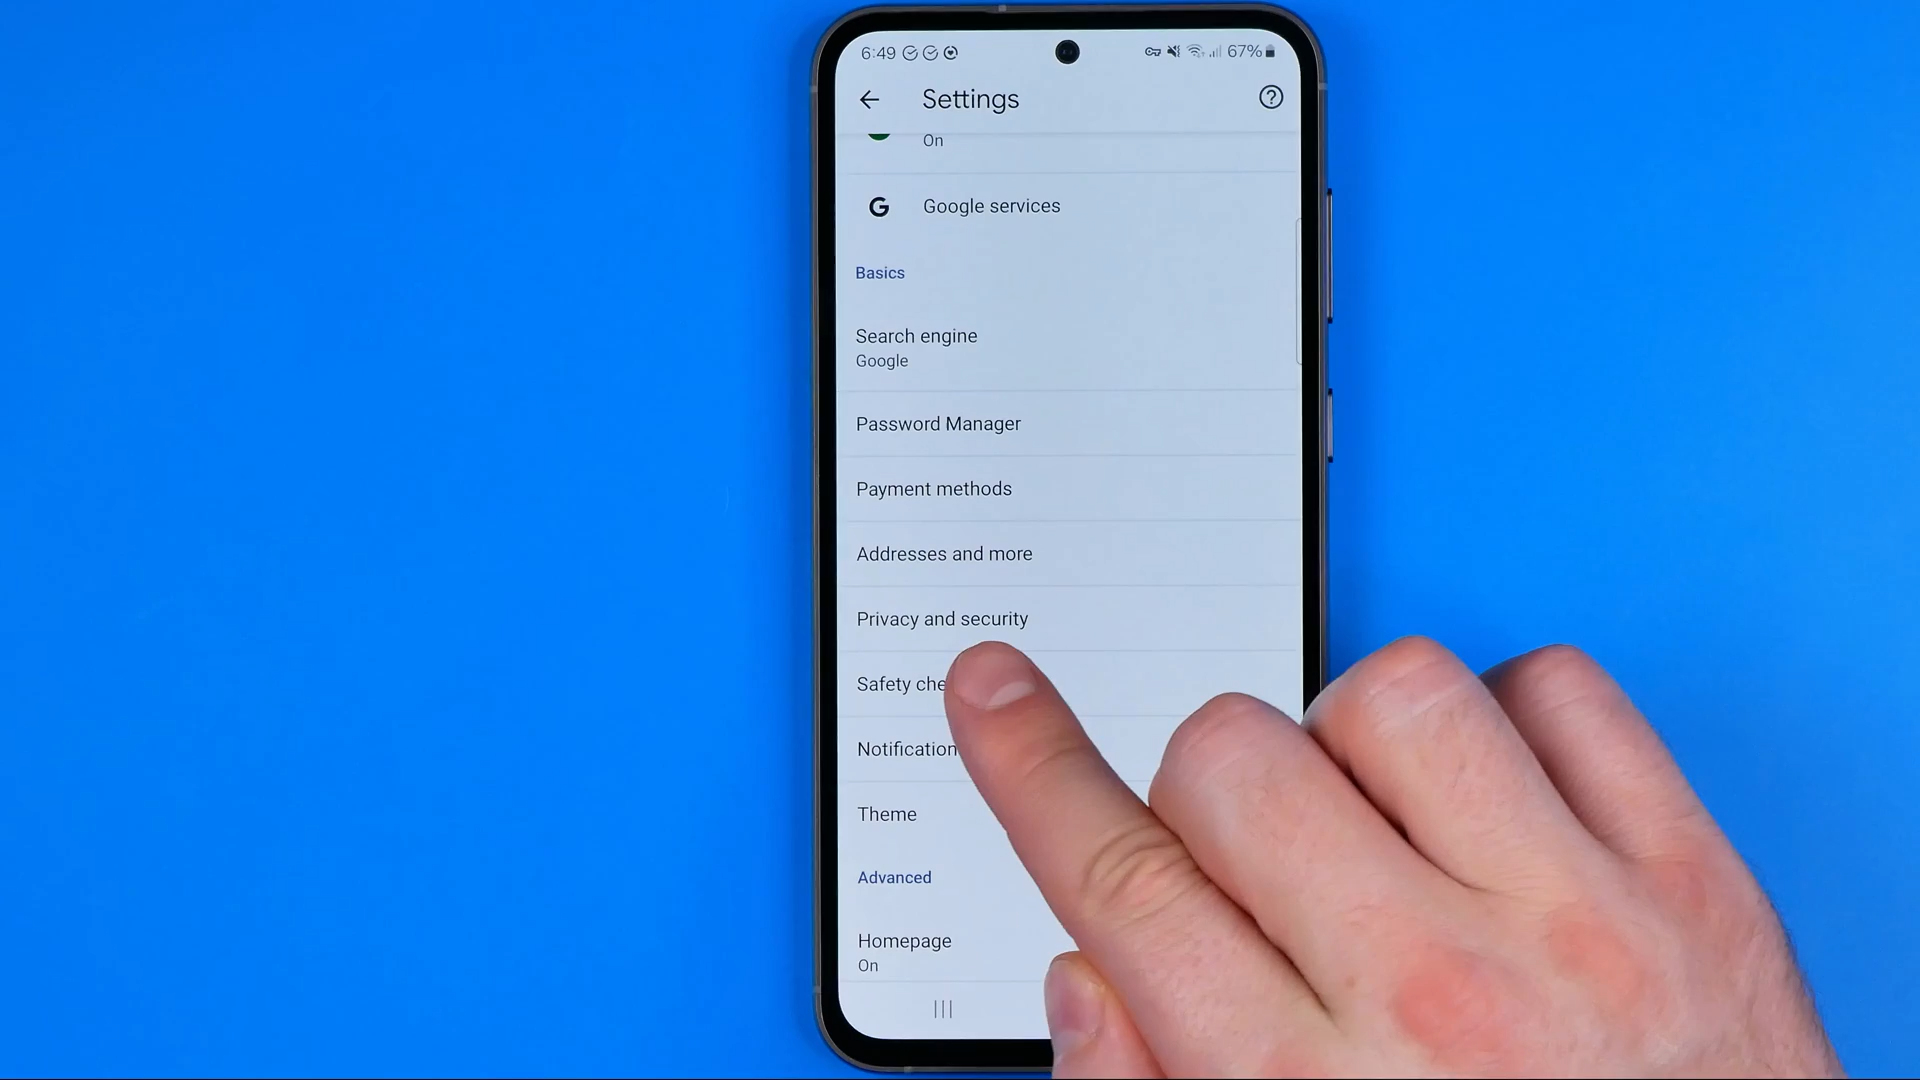 6:49 67%
Settings
On
Google services
Basics
Search engine
Google
Password Manager
Payment methods
Addresses and more
Privacy and security
Safety che
Notification
Theme
Advanced
Homepage
On